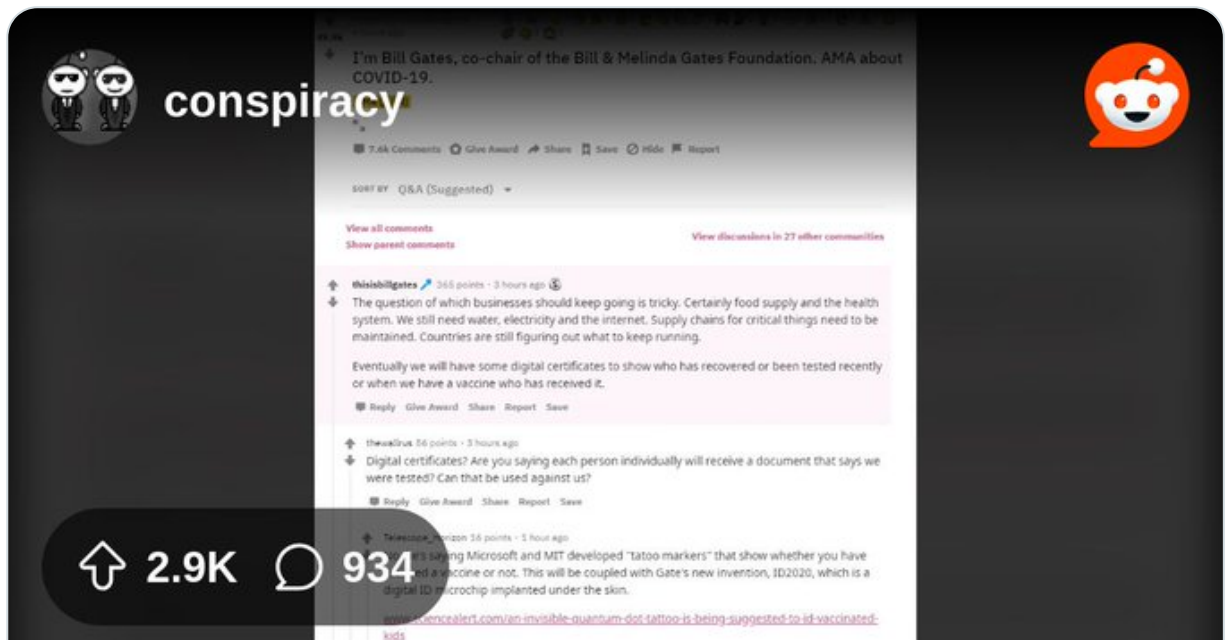 conspiracy
I'm Bill Gates, co-chair of the Bill & Melinda Gates Foundation. AMA about
COVID-19.
7.6k Comments Give Award Share Save Hide Report
SORT BY Q&A (Suggested)
View all comments
Show parent comments
View discussions in 27 other communities
thisisbillgates 365 points · 3 hours ago
The question of which businesses should keep going is tricky. Certainly food supply and the health
system. We still need water, electricity and the internet. Supply chains for critical things need to be
maintained. Countries are still figuring out what to keep running.
Eventually we will have some digital certificates to show who has recovered or been tested recently
or when we have a vaccine who has received it.
Reply Give Award Share Report Save
thewallrus 56 points · 3 hours ago
Digital certificates? Are you saying each person individually will receive a document that says we
were tested? Can that be used against us?
Reply Give Award Share Report Save
Telescope_Horizon 16 points · 1 hour ago
saying Microsoft and MIT developed "tatoo markers" that show whether you have
a vaccine or not. This will be coupled with Gate's new invention, ID2020, which is a
digital ID microchip implanted under the skin.
www.sciencealert.com/an-invisible-quantum-dot-tattoo-is-being-suggested-to-id-vaccinated-
kids
2.9K 934